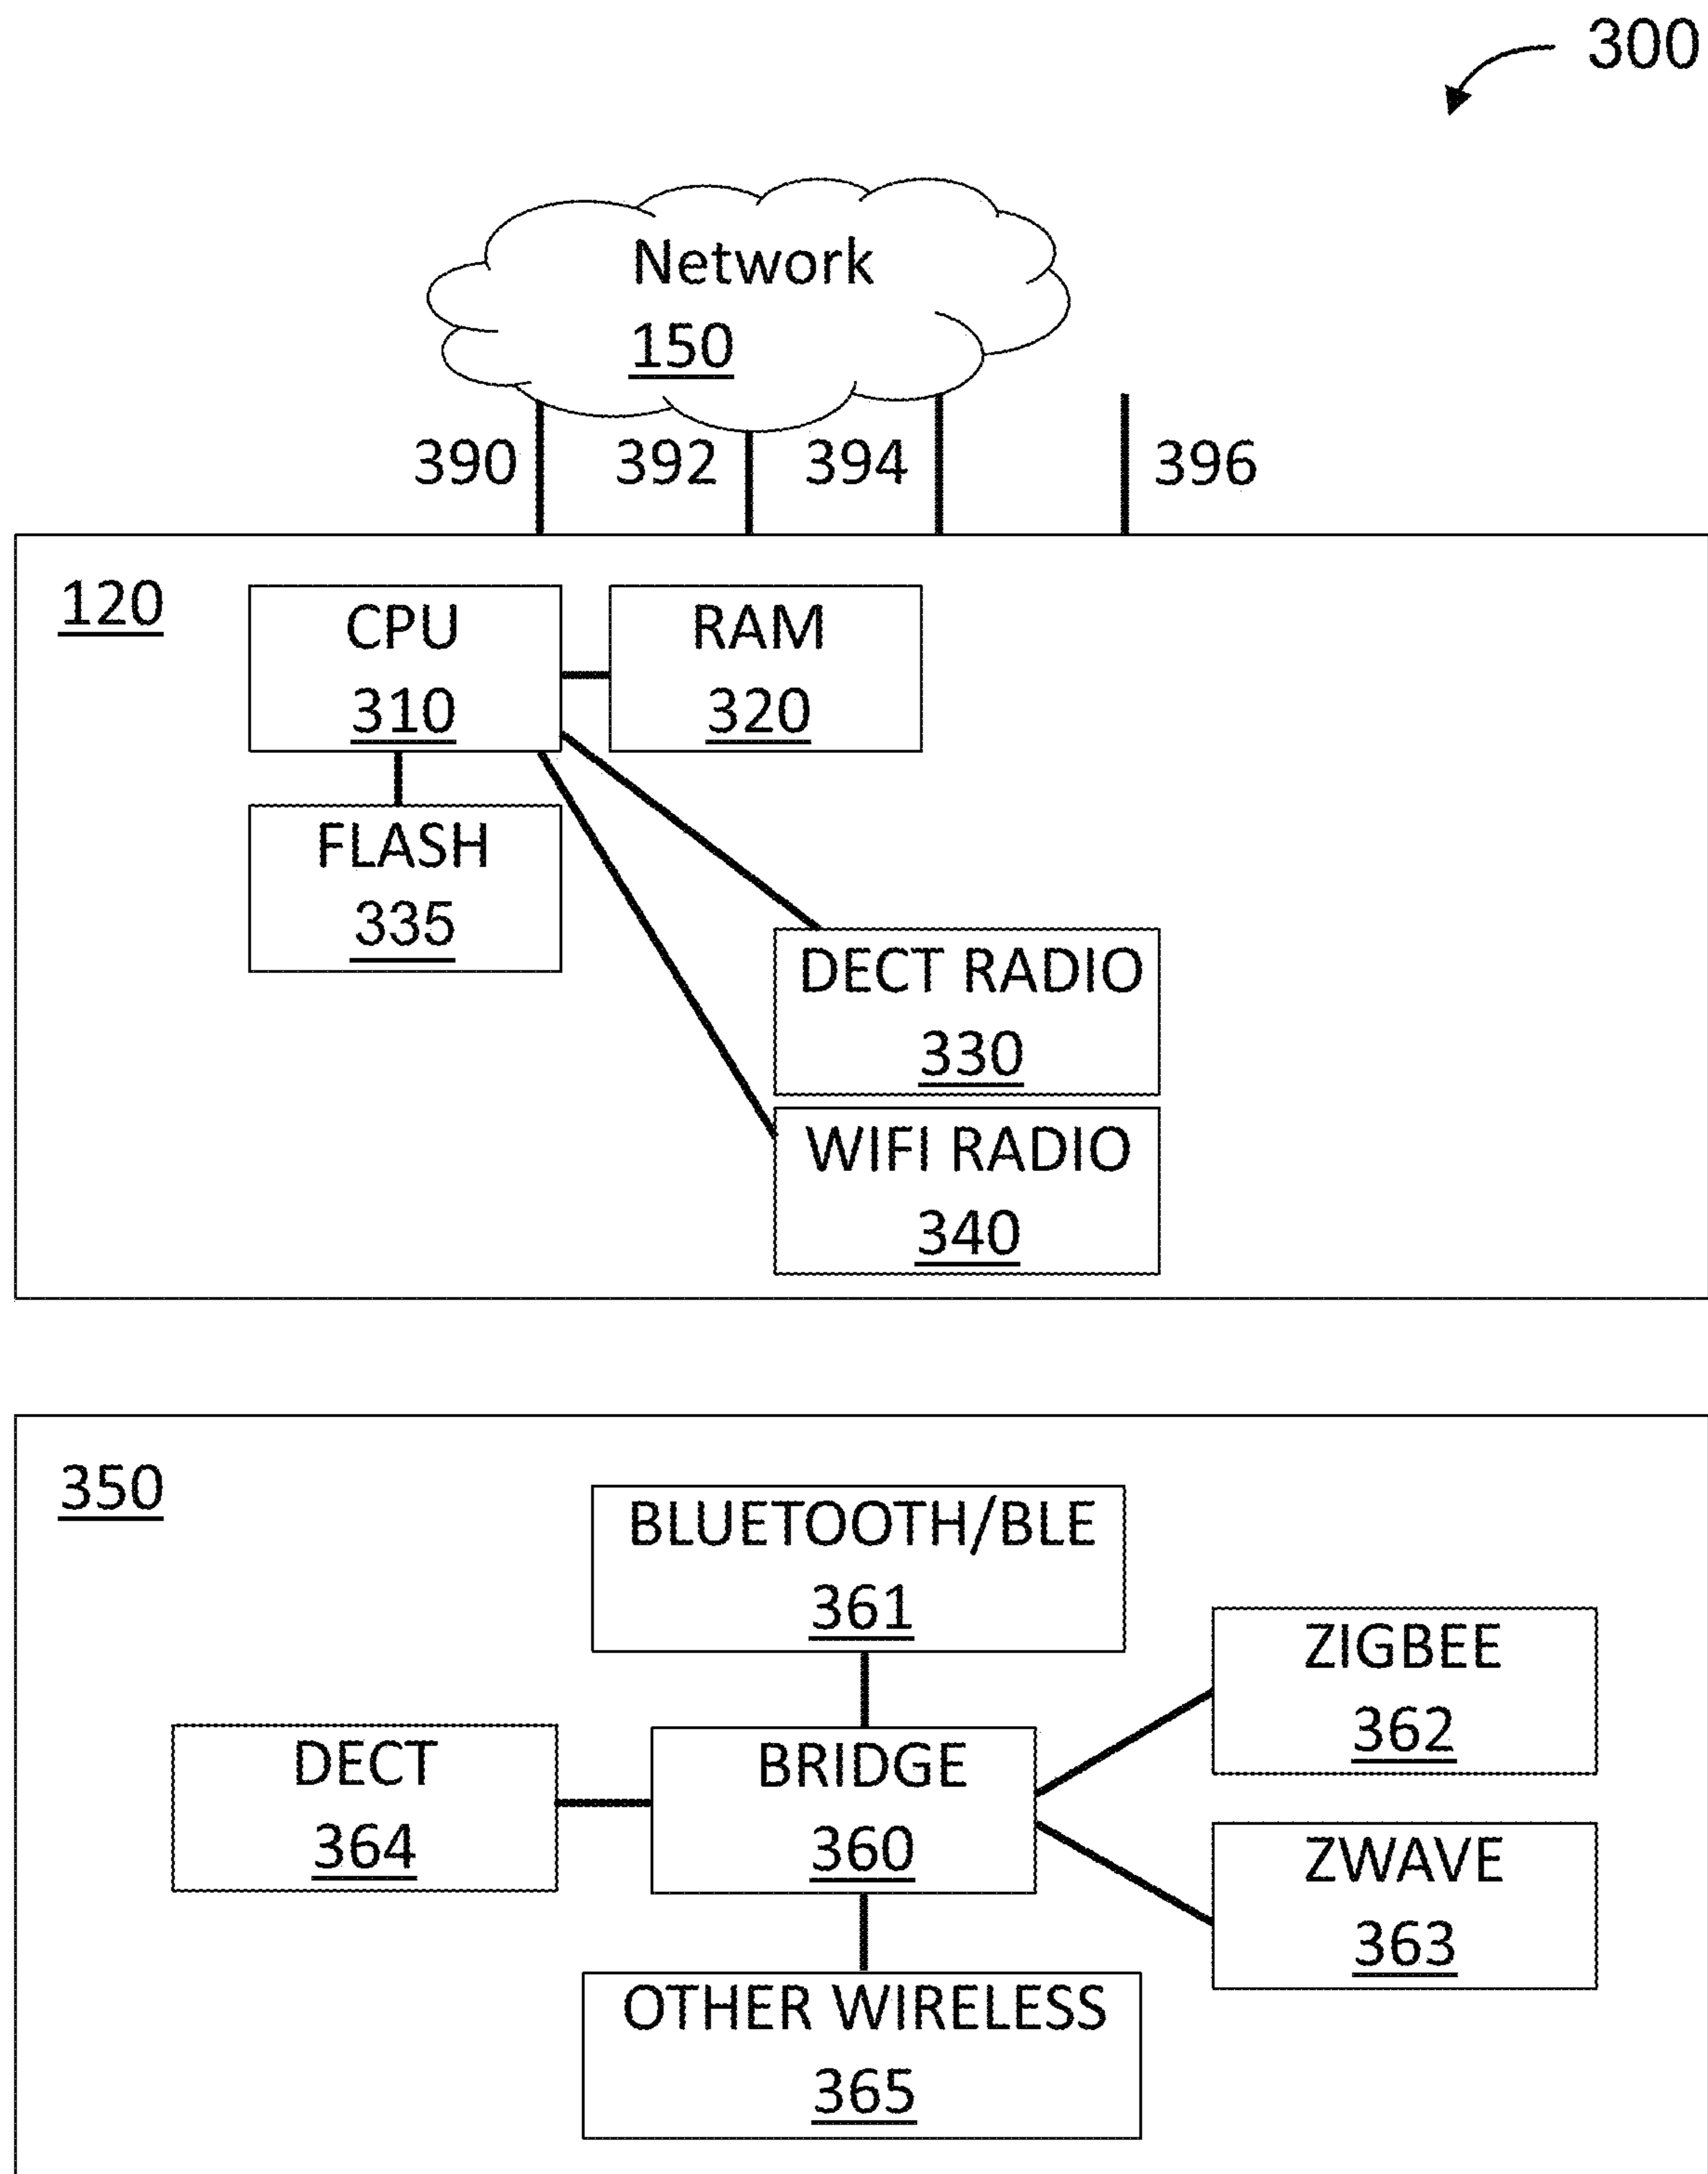 300
Network
150
390 392 394 396
120
CPU
310
RAM
320
FLASH
335
DECT RADIO
330
WIFI RADIO
340
350
BLUETOOTH/BLE
361
ZIGBEE
362
DECT
364
BRIDGE
360
ZWAVE
363
OTHER WIRELESS
365